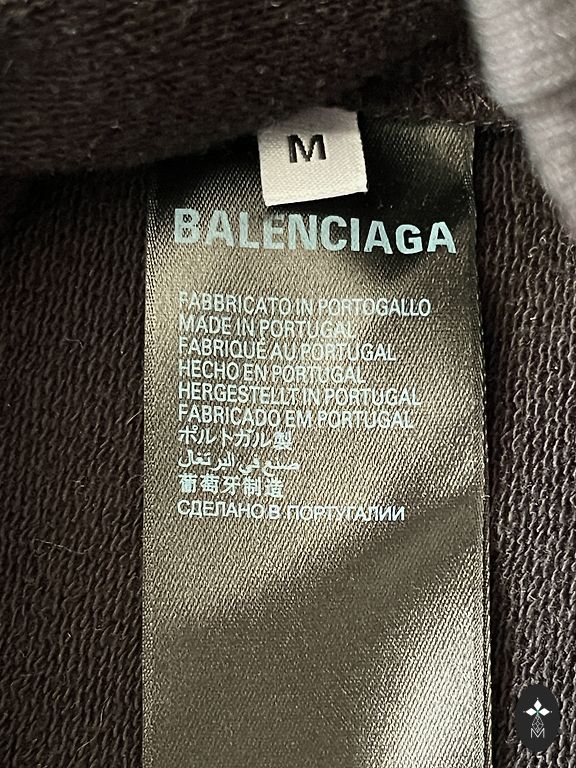 M
BALENCIAGA
FABBRICATO IN PORTOGALLO
MADE IN PORTUGAL
FABRIQUE AU PORTUGAL
HECHO EN PORTUGAL
HERGESTELLT IN PORTUGAL
FABRICADO EM PORTUGAL
ポルトガル製
صنع في البرتغال
葡萄牙制造
СДЕЛАНО В ПОРТУГАЛИИ
M